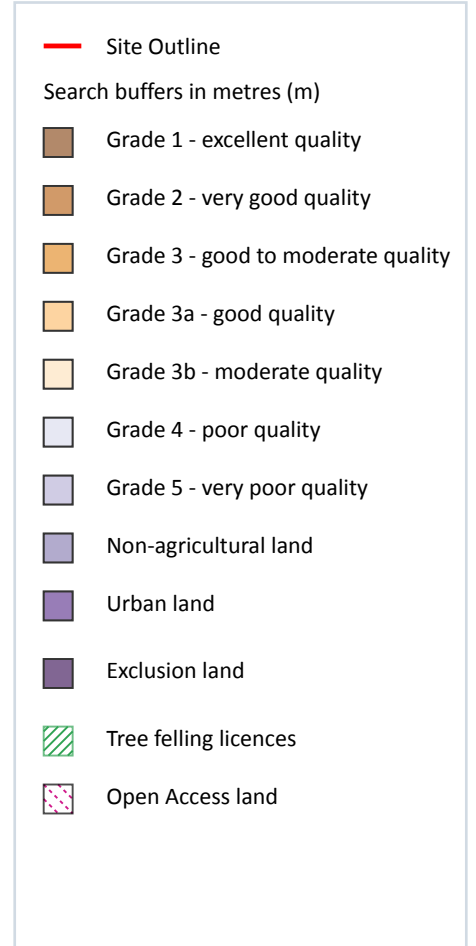 Site Outline
Search buffers in metres (m)
Grade 1 - excellent quality
Grade 2 - very good quality
Grade 3 - good to moderate quality
Grade 3a - good quality
Grade 3b - moderate quality
Grade 4 - poor quality
Grade 5 - very poor quality
Non-agricultural land
Urban land
Exclusion land
Tree felling licences
Open Access land